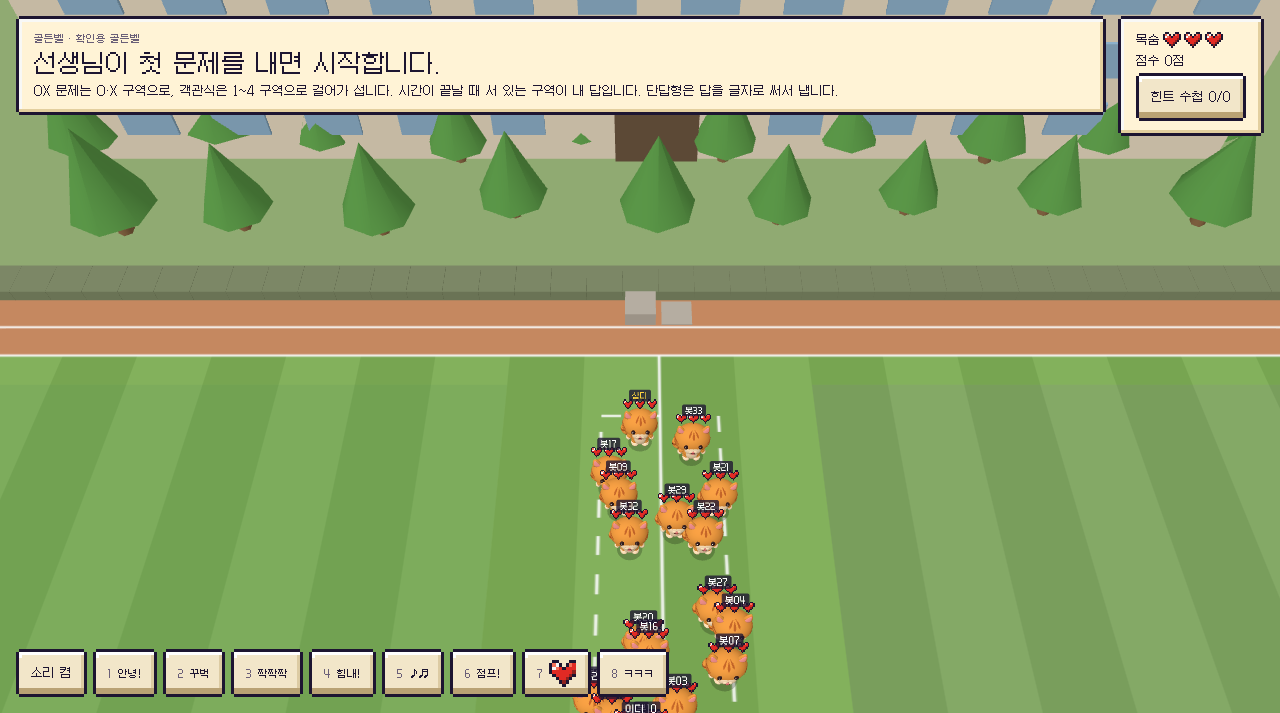 골든벨 · 확인용 골든벨
선생님이 첫 문제를 내면 시작합니다.
OX 문제는 O·X 구역으로, 객관식은 1~4 구역으로 걸어가 섭니다. 시간이 끝날 때 서 있는 구역이 내 답입니다. 단답형은 답을 글자로 써서 냅니다.
목숨
점수 0점
힌트 수첩 0/0
봇33
봇17
봇09
봇21
봇29
봇32
봇22
봇27
봇04
봇20
봇16
봇07
봇03
소리 켬
1 안녕!
2 꾸벅
3 짝짝짝
4 힘내!
5 ♪♬
6 점프!
7
8 ㅋㅋㅋ